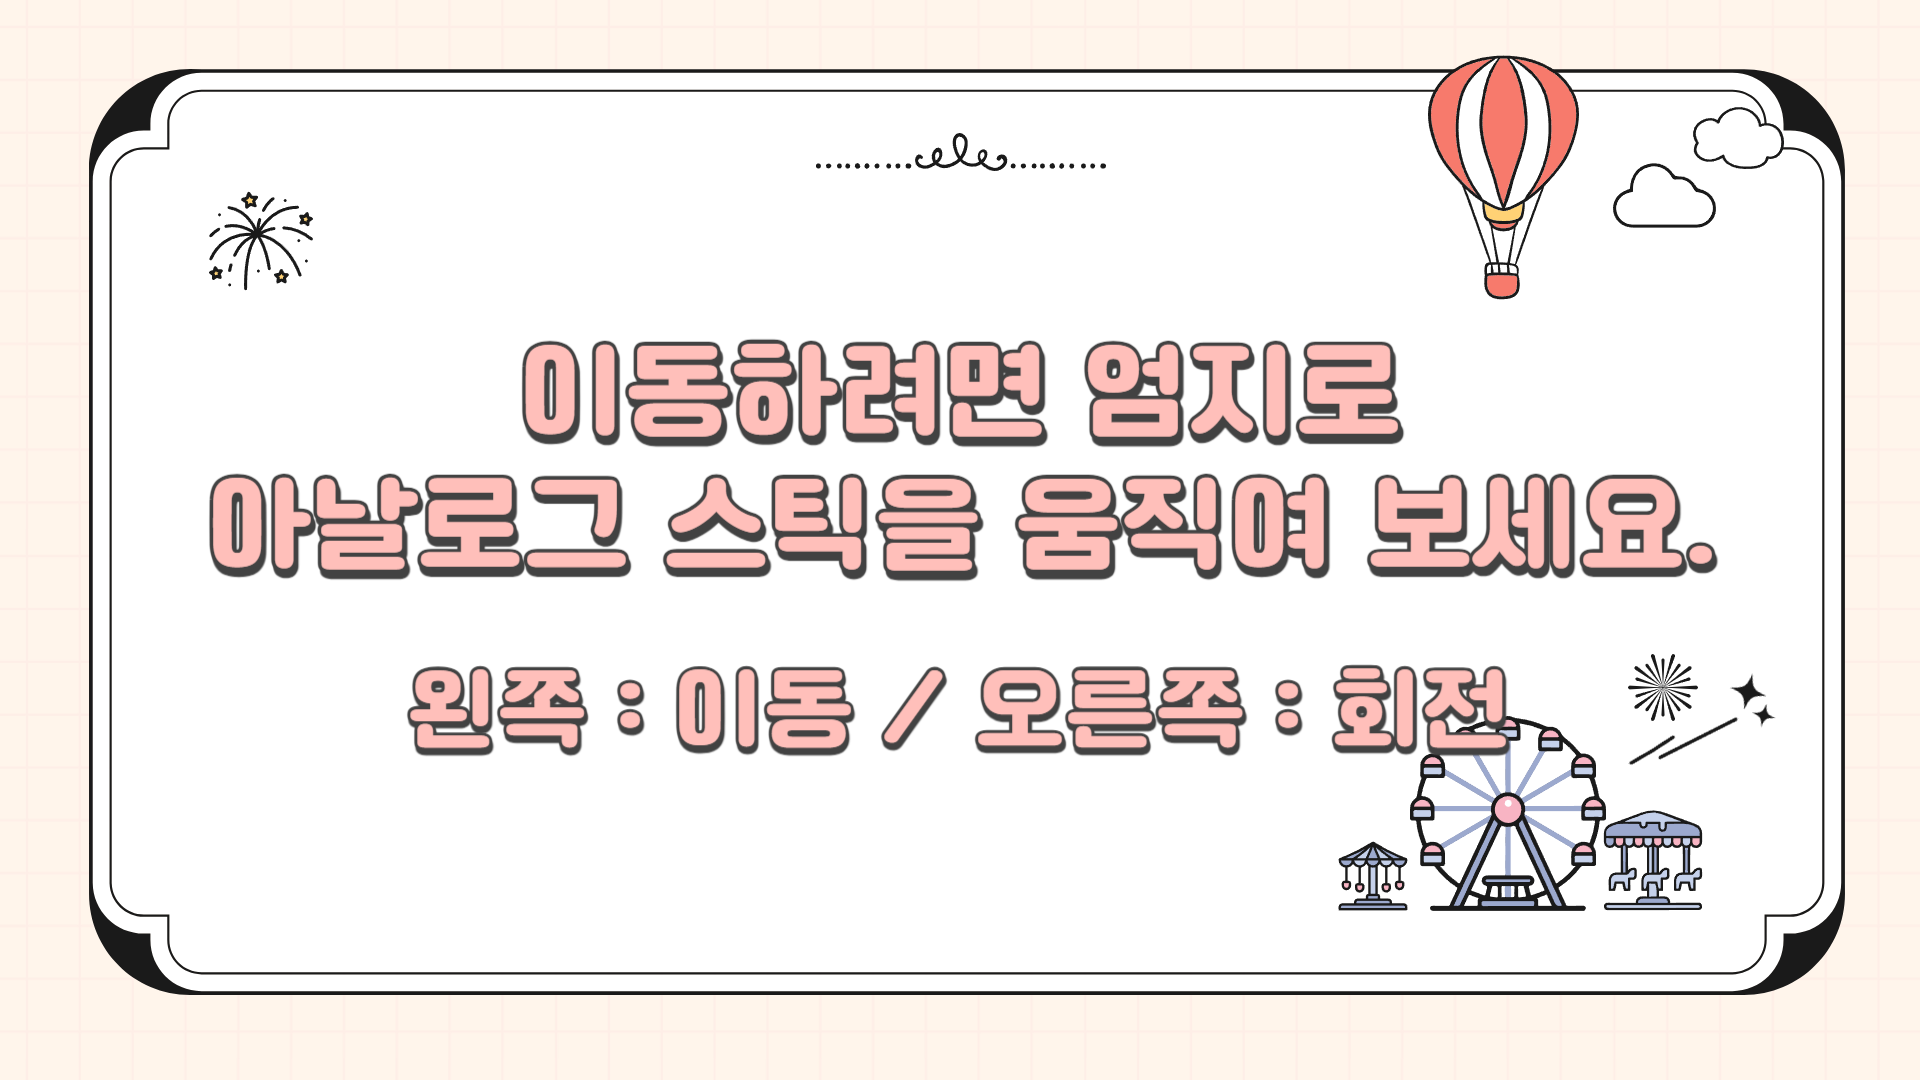 이동하려면 엄지로
아날로그 스틱을 움직여 보세요.
왼쪽 : 이동 / 오른쪽 : 회전